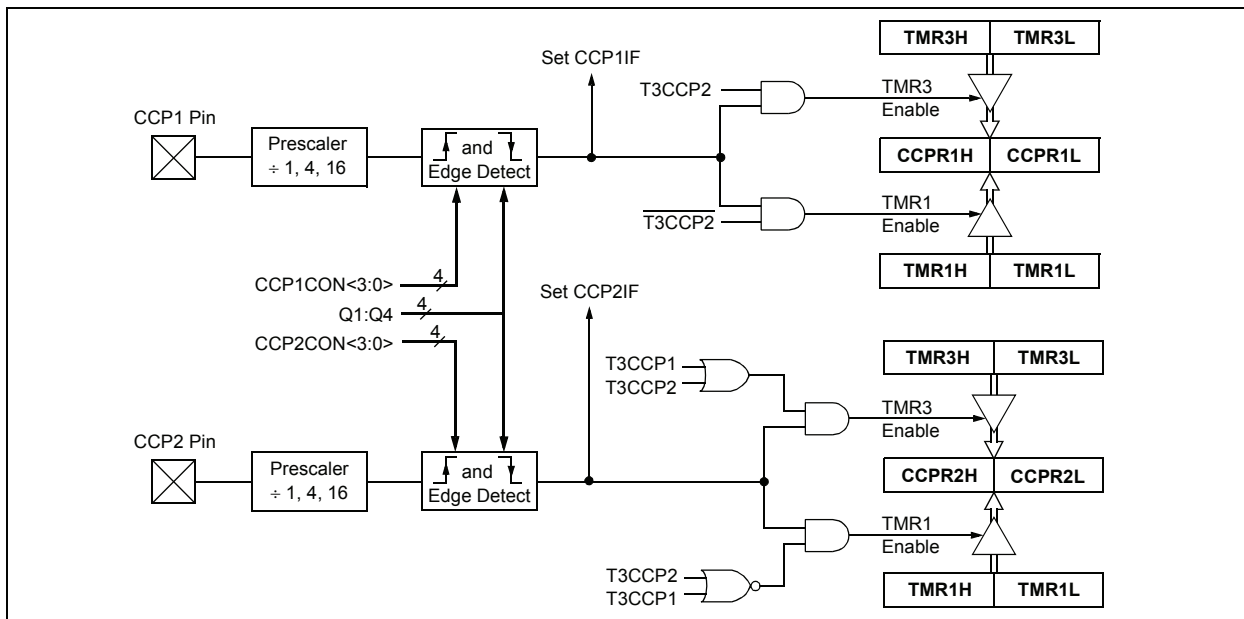 TMR3H TMR3L
Set CCP1IF
T3CCP2
TMR3
Enable
CCP1 Pin
Prescaler
÷ 1, 4, 16
and
Edge Detect
CCPR1H CCPR1L
T3CCP2
TMR1
Enable
TMR1H TMR1L
CCP1CON<3:0> 4
Q1:Q4 4
CCP2CON<3:0> 4
Set CCP2IF
TMR3H TMR3L
T3CCP1
T3CCP2
TMR3
Enable
CCP2 Pin
Prescaler
÷ 1, 4, 16
and
Edge Detect
CCPR2H CCPR2L
TMR1
Enable
T3CCP2
T3CCP1
TMR1H TMR1L